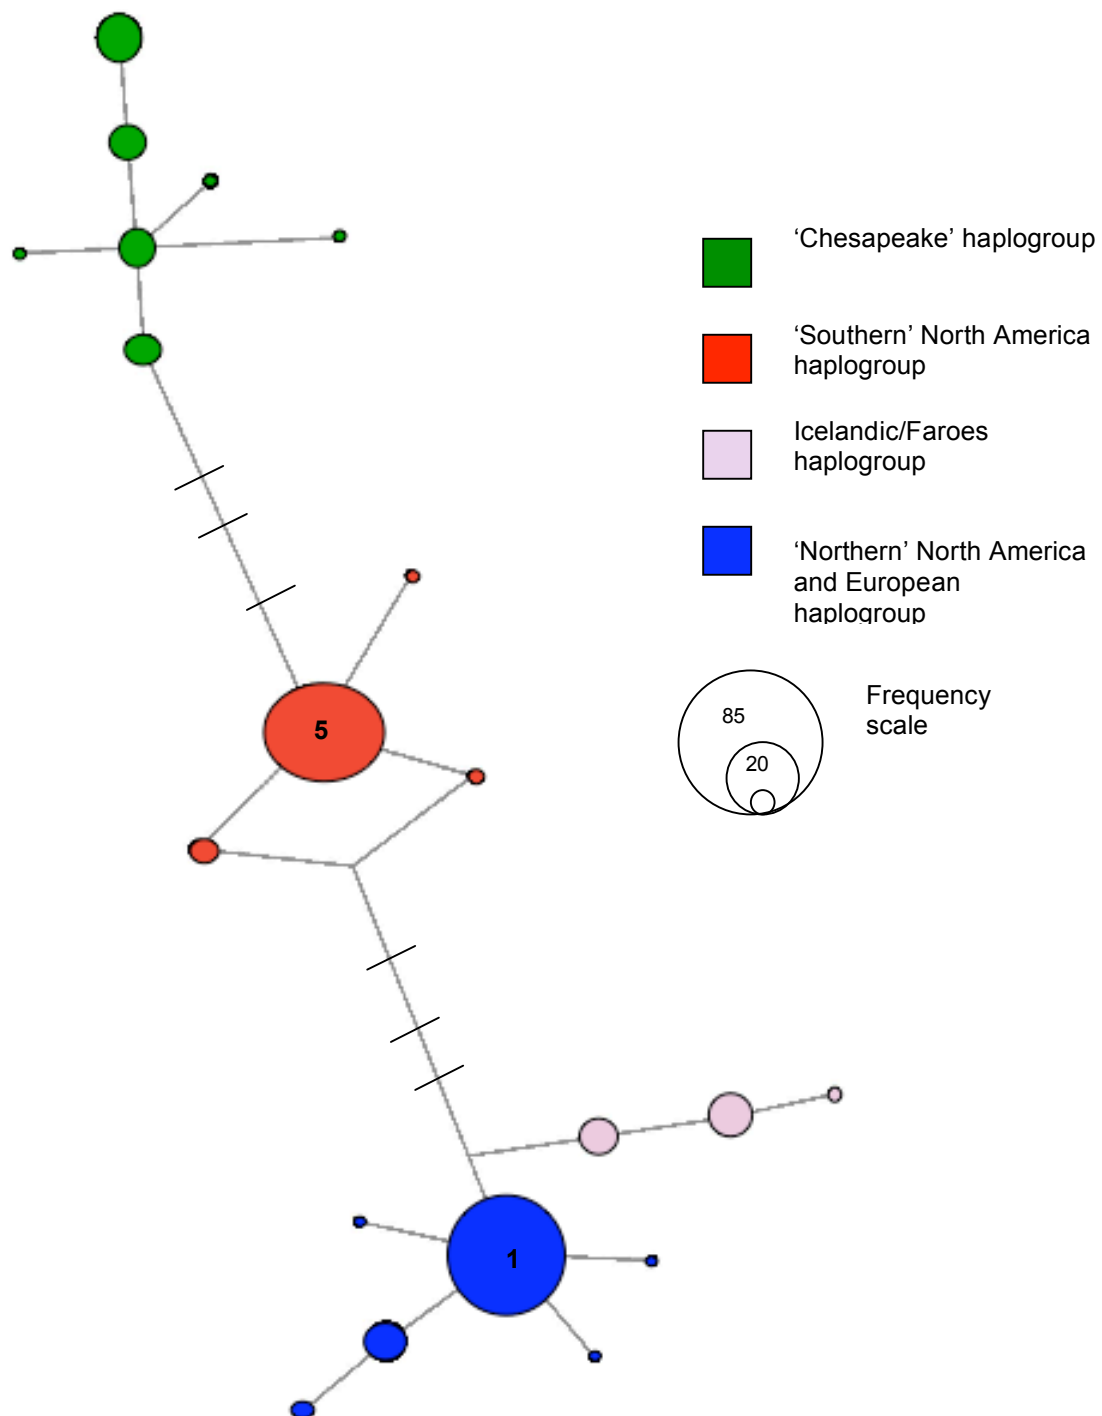 ‘Chesapeake’ haplogroup
‘Southern’ North America
haplogroup
Icelandic/Faroes
haplogroup
‘Northern’ North America
and European
haplogroup
Frequency
scale
85
20
5
1